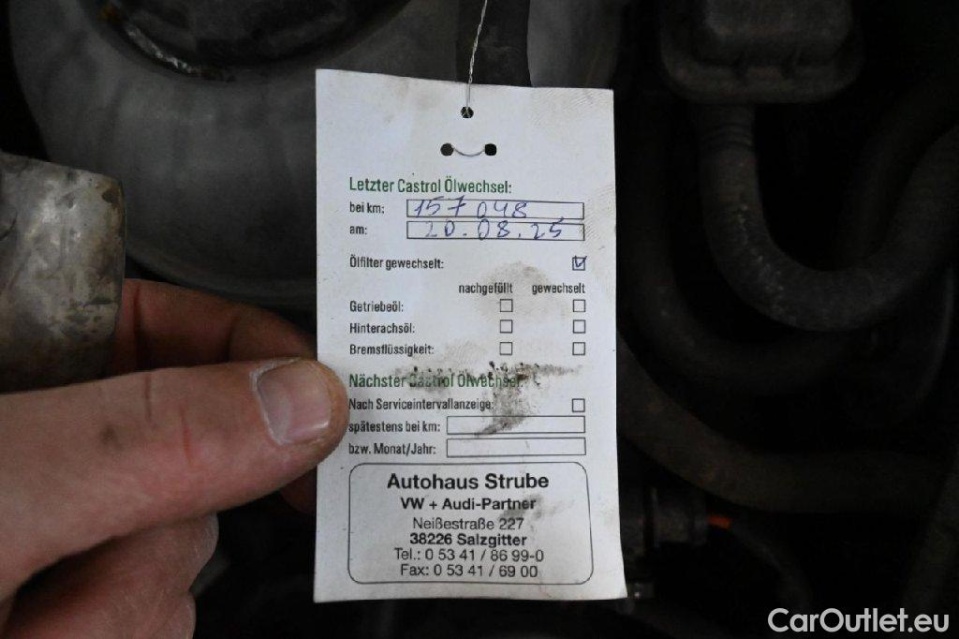 Letzter Castrol Ölwechsel:
bei km: 157 048
am: 20.08.25
Ölfilter gewechselt:
nachgefüllt gewechselt
Getriebeöl:
Hinterachsöl:
Bremsflüssigkeit:
Nächster Castrol Ölwechsel:
Nach Serviceintervallanzeige:
spätestens bei km:
bzw. Monat/Jahr:
Autohaus Strube
VW + Audi-Partner
Neißestraße 227
38226 Salzgitter
Tel.: 0 53 41 / 86 99-0
Fax: 0 53 41 / 69 00
CarOutlet.eu